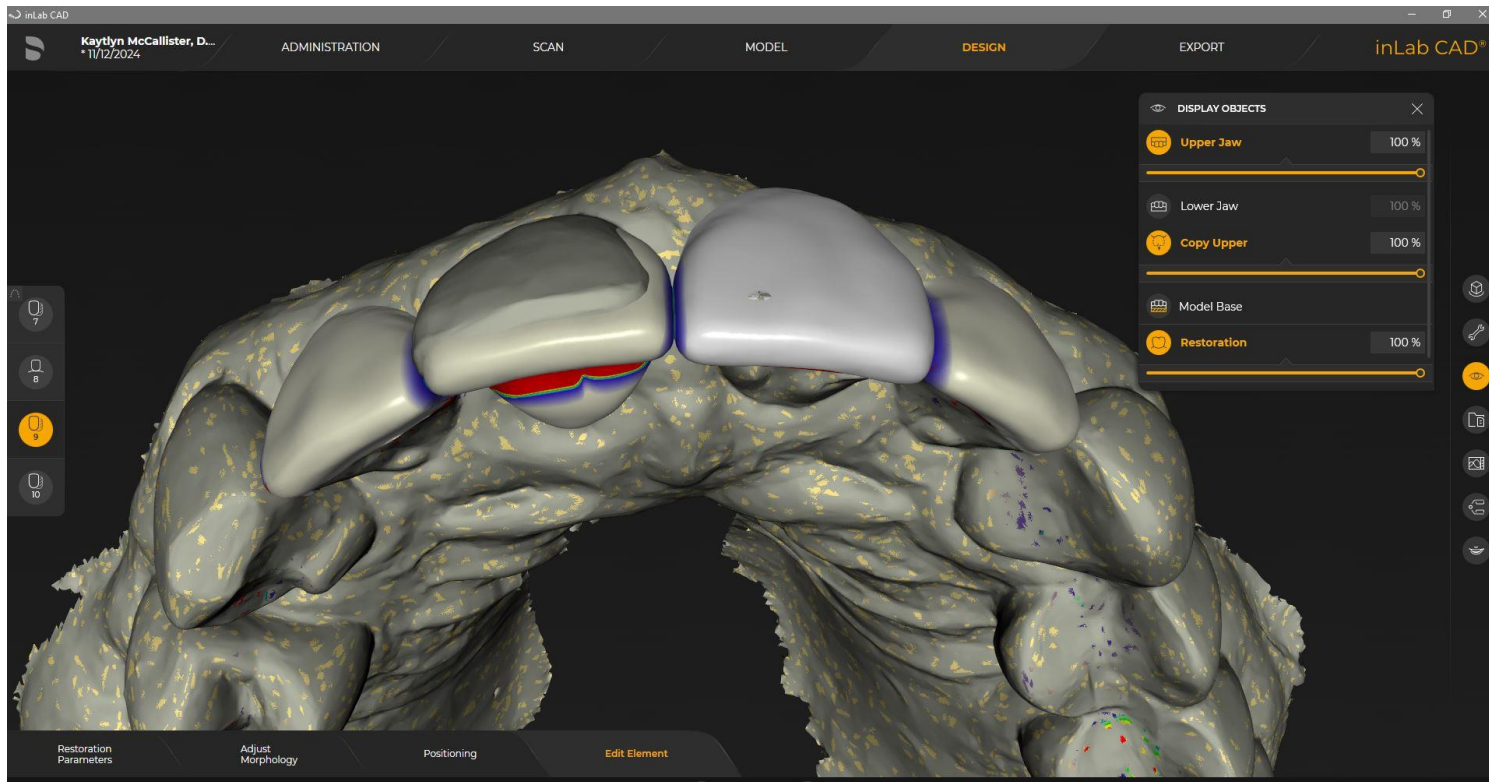 inLab CAD
Kaytlyn McCallister, D....
* 11/12/2024
ADMINISTRATION
SCAN
MODEL
DESIGN
EXPORT
inLab CAD®
DISPLAY OBJECTS
Upper Jaw
100 %
Lower Jaw
100 %
Copy Upper
100 %
Model Base
Restoration
100 %
7
8
9
10
Restoration
Parameters
Adjust
Morphology
Positioning
Edit Element